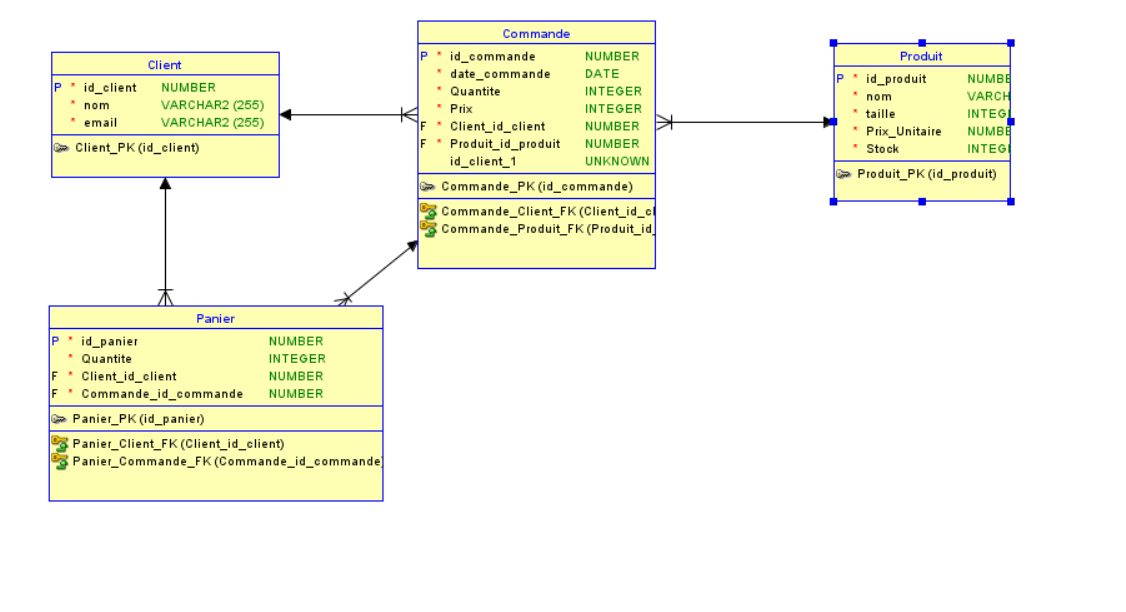 Client
P * id_client NUMBER
* nom VARCHAR2 (255)
* email VARCHAR2 (255)
Client_PK (id_client)
Commande
P * id_commande NUMBER
* date_commande DATE
* Quantite INTEGER
* Prix INTEGER
F * Client_id_client NUMBER
F * Produit_id_produit NUMBER
id_client_1 UNKNOWN
Commande_PK (id_commande)
Commande_Client_FK (Client_id_cl
Commande_Produit_FK (Produit_id_
Produit
P * id_produit NUMBE
* nom VARCH
* taille INTEG
* Prix_Unitaire NUMBE
* Stock INTEG
Produit_PK (id_produit)
Panier
P * id_panier NUMBER
* Quantite INTEGER
F * Client_id_client NUMBER
F * Commande_id_commande NUMBER
Panier_PK (id_panier)
Panier_Client_FK (Client_id_client)
Panier_Commande_FK (Commande_id_commande)